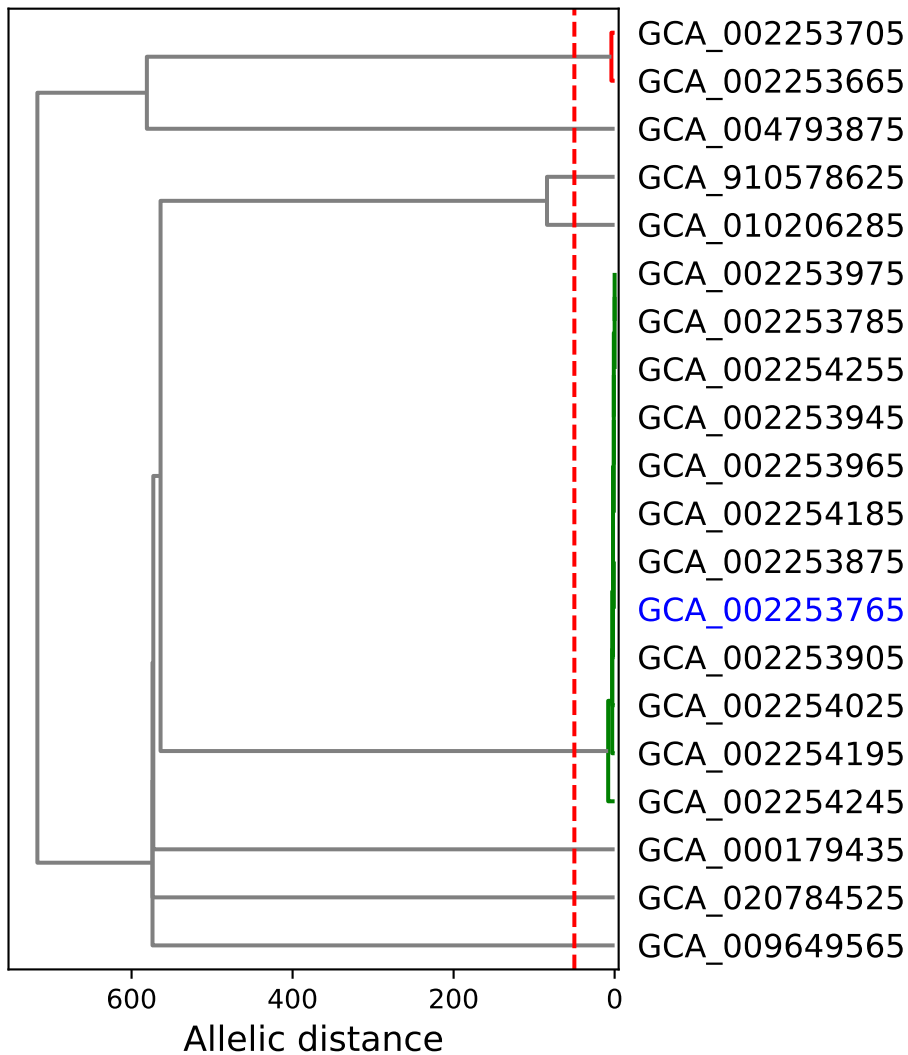 GCA_002253705
GCA_002253665
GCA_004793875
GCA_910578625
GCA_010206285
GCA_002253975
GCA_002253785
GCA_002254255
GCA_002253945
GCA_002253965
GCA_002254185
GCA_002253875
GCA_002253765
GCA_002253905
GCA_002254025
GCA_002254195
GCA_002254245
GCA_000179435
GCA_020784525
GCA_009649565
600 400 200 0
Allelic distance